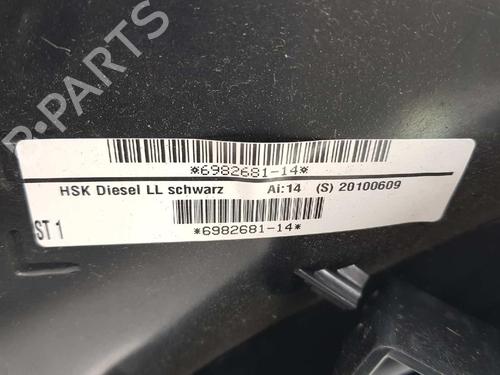 B-PARTS
*6982681-14*
HSK Diesel LL schwarz Ai:14 (S) 20100609
*6982681-14*
ST 1